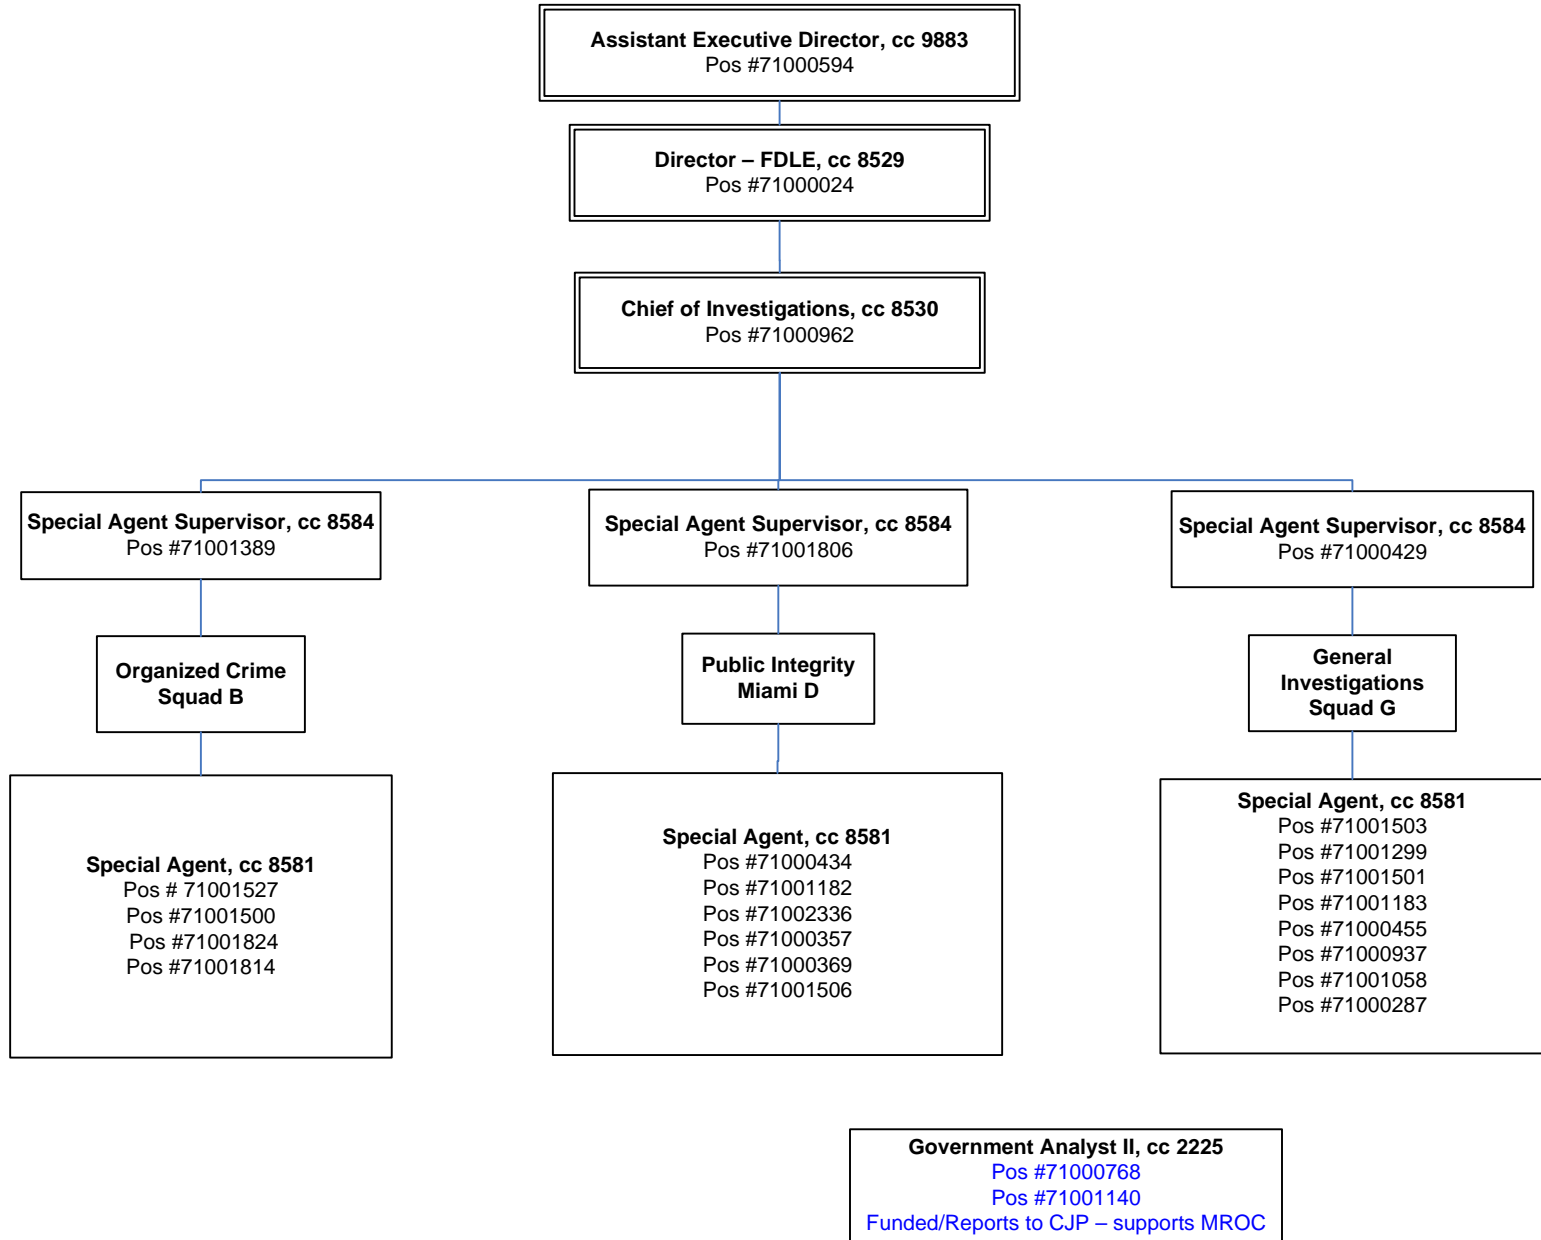 Assistant Executive Director, cc 9883
Pos #71000594
Director – FDLE, cc 8529
Pos #71000024
Chief of Investigations, cc 8530
Pos #71000962
Special Agent Supervisor, cc 8584
Pos #71001389
Special Agent Supervisor, cc 8584
Pos #71001806
Special Agent Supervisor, cc 8584
Pos #71000429
Organized Crime
Squad B
Public Integrity
Miami D
General
Investigations
Squad G
Special Agent, cc 8581
Pos # 71001527
Pos #71001500
Pos #71001824
Pos #71001814
Special Agent, cc 8581
Pos #71000434
Pos #71001182
Pos #71002336
Pos #71000357
Pos #71000369
Pos #71001506
Special Agent, cc 8581
Pos #71001503
Pos #71001299
Pos #71001501
Pos #71001183
Pos #71000455
Pos #71000937
Pos #71001058
Pos #71000287
Government Analyst II, cc 2225
Pos #71000768
Pos #71001140
Funded/Reports to CJP – supports MROC